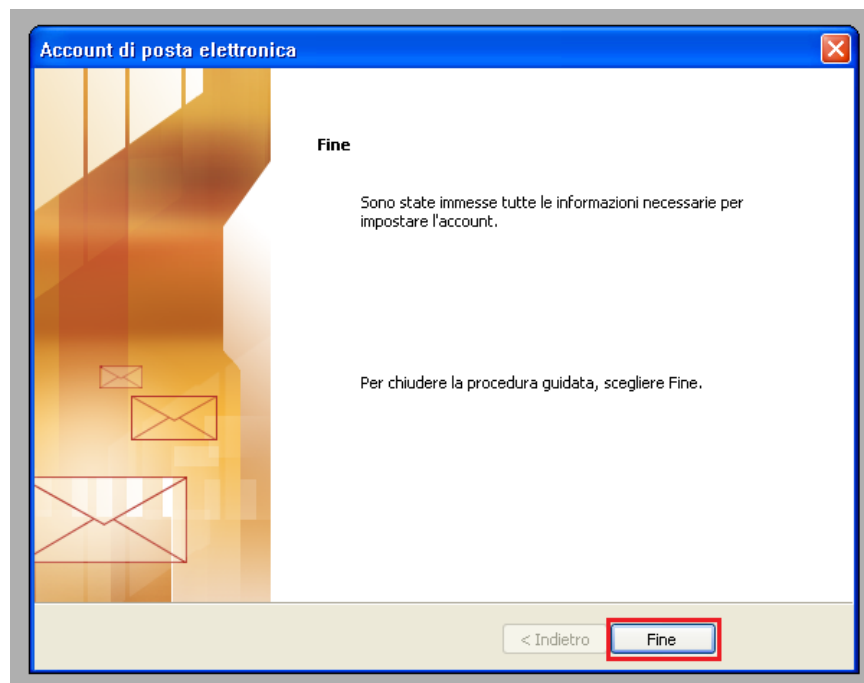 Account di posta elettronica
Fine
Sono state immesse tutte le informazioni necessarie per
impostare l'account.
Per chiudere la procedura guidata, scegliere Fine.
< Indietro
Fine